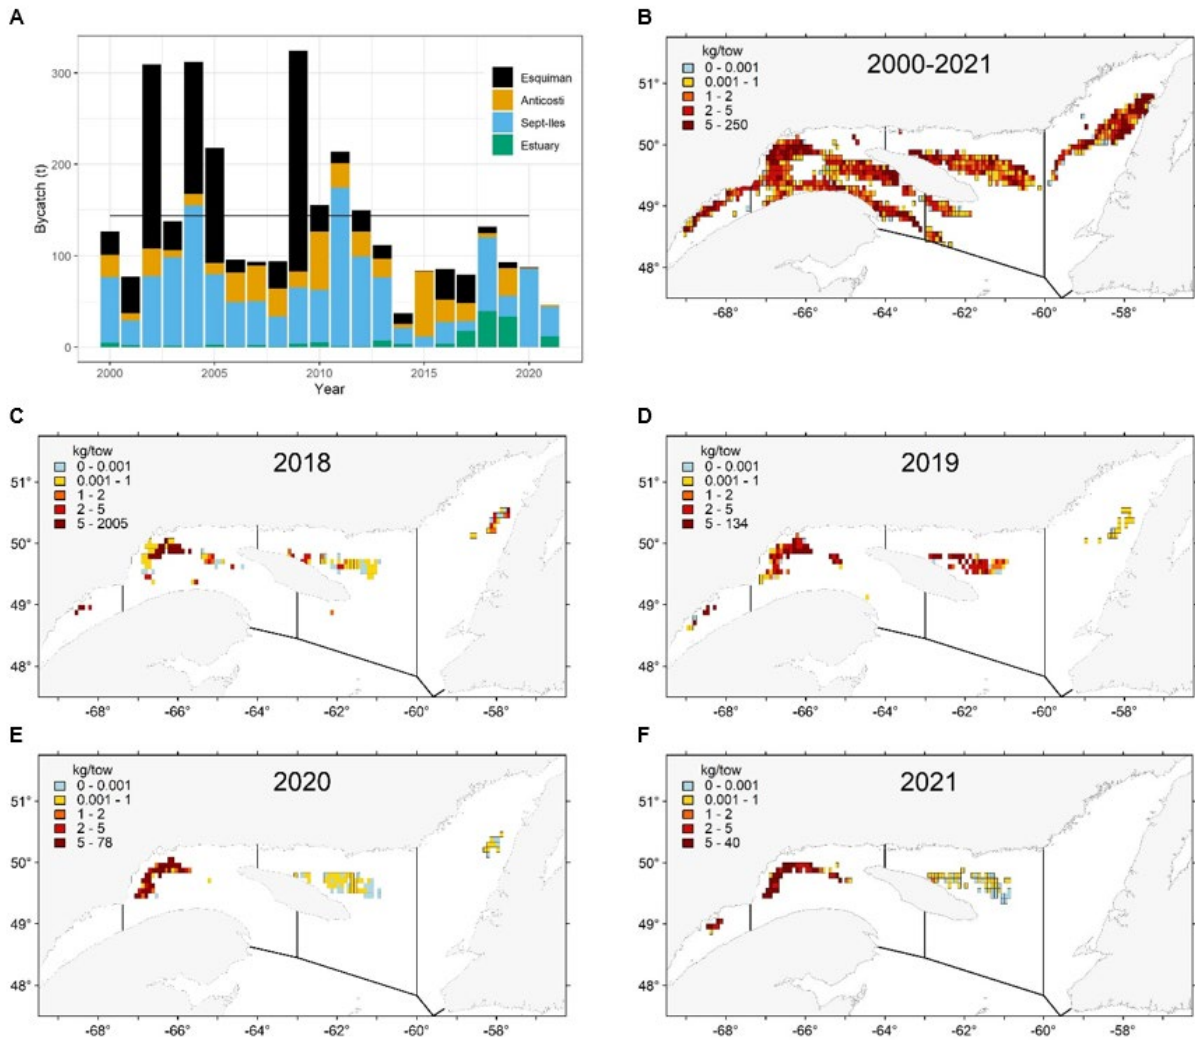 A
300
200
100
0
Bycatch (t)
Esquiman
Anticosti
Sept-Iles
Estuary
2000
2005
2010
2015
2020
Year
B
kg/tow
0 - 0.001
0.001 - 1
1 - 2
2 - 5
5 - 250
2000-2021
51°
50°
49°
48°
-68°
-66°
-64°
-62°
-60°
-58°
C
kg/tow
0 - 0.001
0.001 - 1
1 - 2
2 - 5
5 - 2005
2018
51°
50°
49°
48°
-68°
-66°
-64°
-62°
-60°
-58°
D
kg/tow
0 - 0.001
0.001 - 1
1 - 2
2 - 5
5 - 134
2019
51°
50°
49°
48°
-68°
-66°
-64°
-62°
-60°
-58°
E
kg/tow
0 - 0.001
0.001 - 1
1 - 2
2 - 5
5 - 78
2020
51°
50°
49°
48°
-68°
-66°
-64°
-62°
-60°
-58°
F
kg/tow
0 - 0.001
0.001 - 1
1 - 2
2 - 5
5 - 40
2021
51°
50°
49°
48°
-68°
-66°
-64°
-62°
-60°
-58°